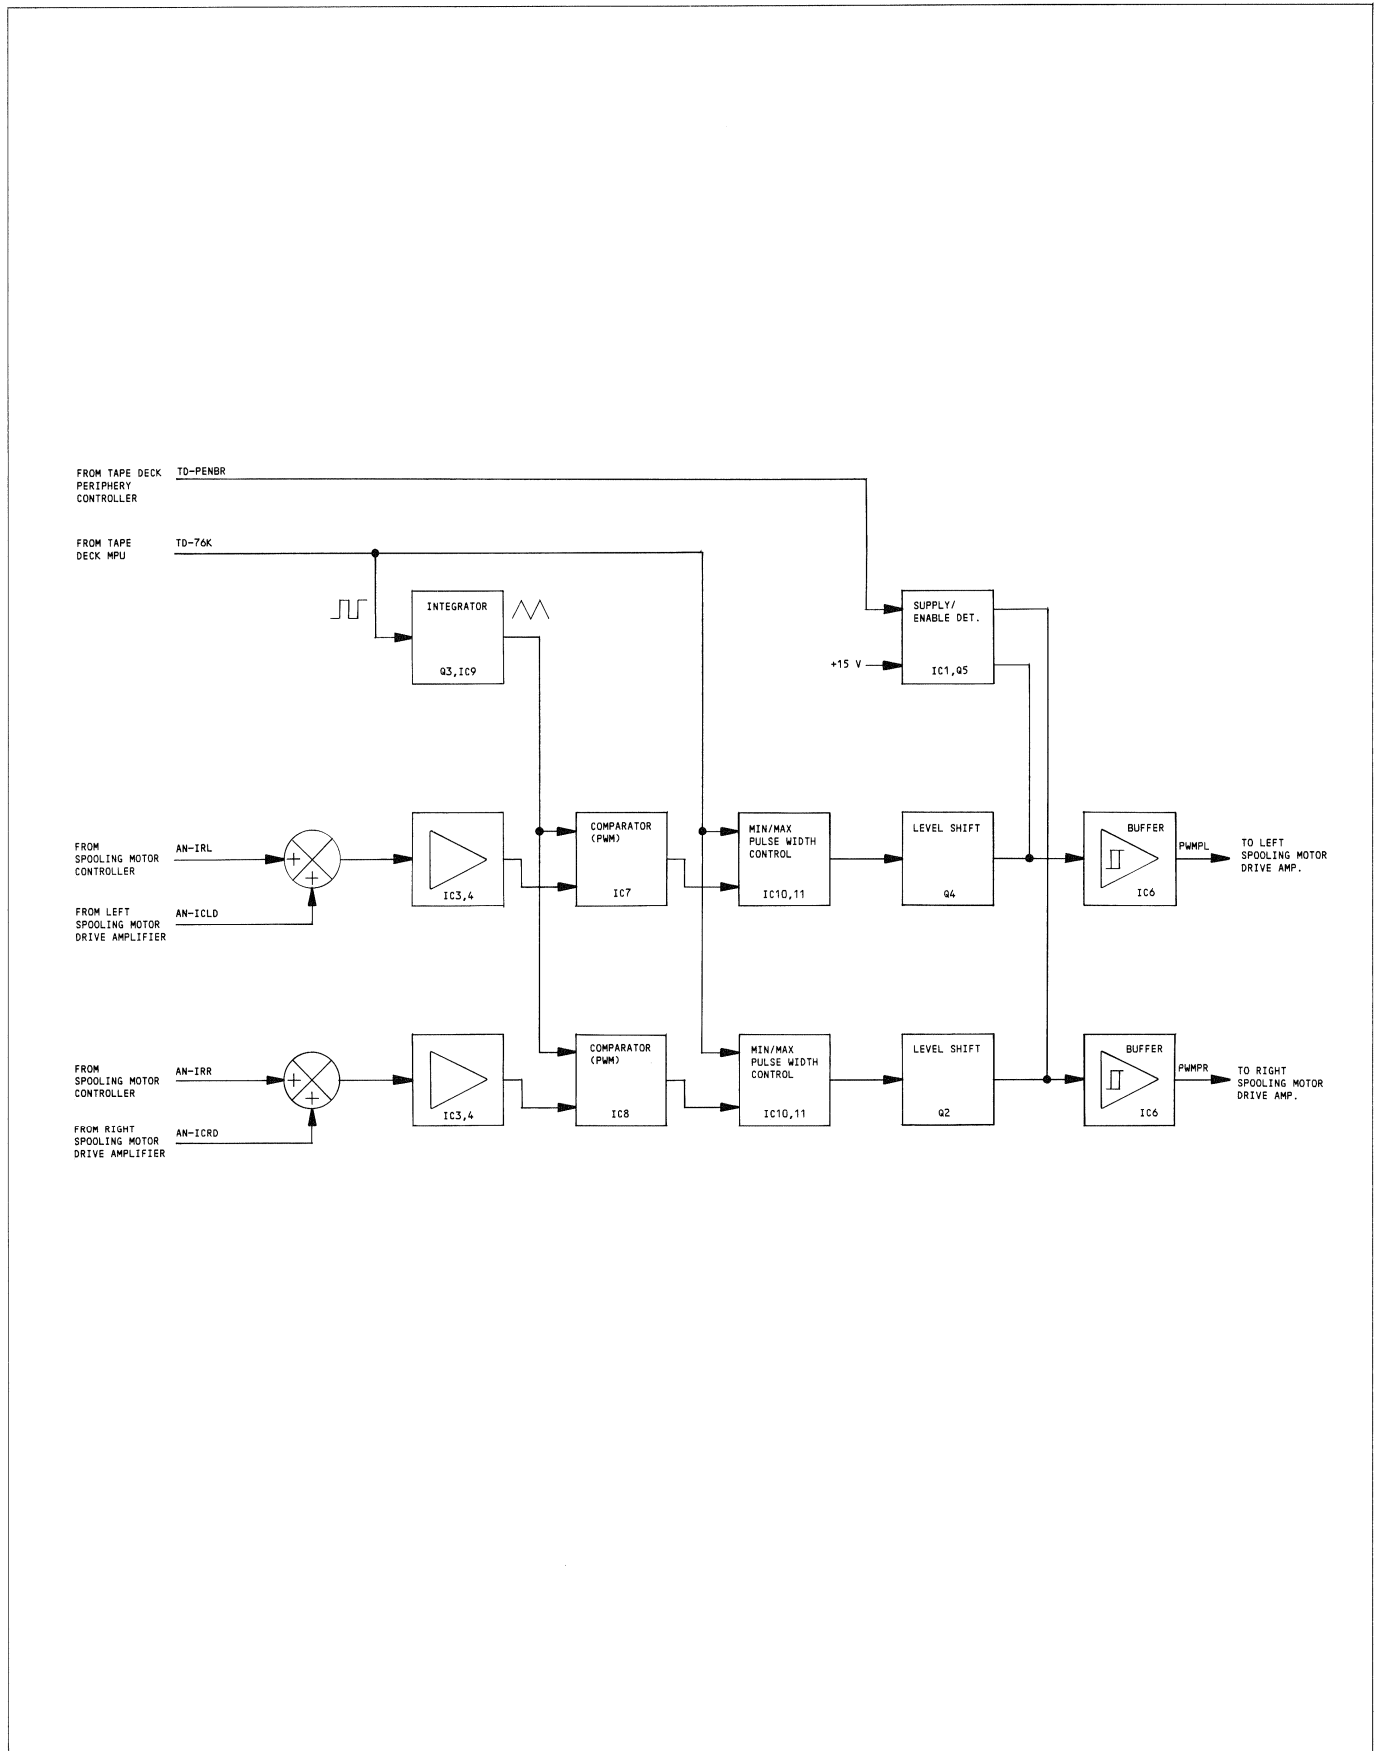 FROM TAPE DECK
PERIPHERY
CONTROLLER
TD-PENBR
FROM TAPE
DECK MPU
TD-76K
INTEGRATOR
Q3,IC9
SUPPLY/
ENABLE DET.
+15 V
IC1,Q5
FROM
SPOOLING MOTOR
CONTROLLER
AN-IRL
+
+
FROM LEFT
SPOOLING MOTOR
DRIVE AMPLIFIER
AN-ICLD
IC3,4
COMPARATOR
(PWM)
IC7
MIN/MAX
PULSE WIDTH
CONTROL
IC10,11
LEVEL SHIFT
Q4
BUFFER
IC6
PWMPL
TO LEFT
SPOOLING MOTOR
DRIVE AMP.
FROM
SPOOLING MOTOR
CONTROLLER
AN-IRR
+
+
FROM RIGHT
SPOOLING MOTOR
DRIVE AMPLIFIER
AN-ICRD
IC3,4
COMPARATOR
(PWM)
IC8
MIN/MAX
PULSE WIDTH
CONTROL
IC10,11
LEVEL SHIFT
Q2
BUFFER
IC6
PWMPR
TO RIGHT
SPOOLING MOTOR
DRIVE AMP.